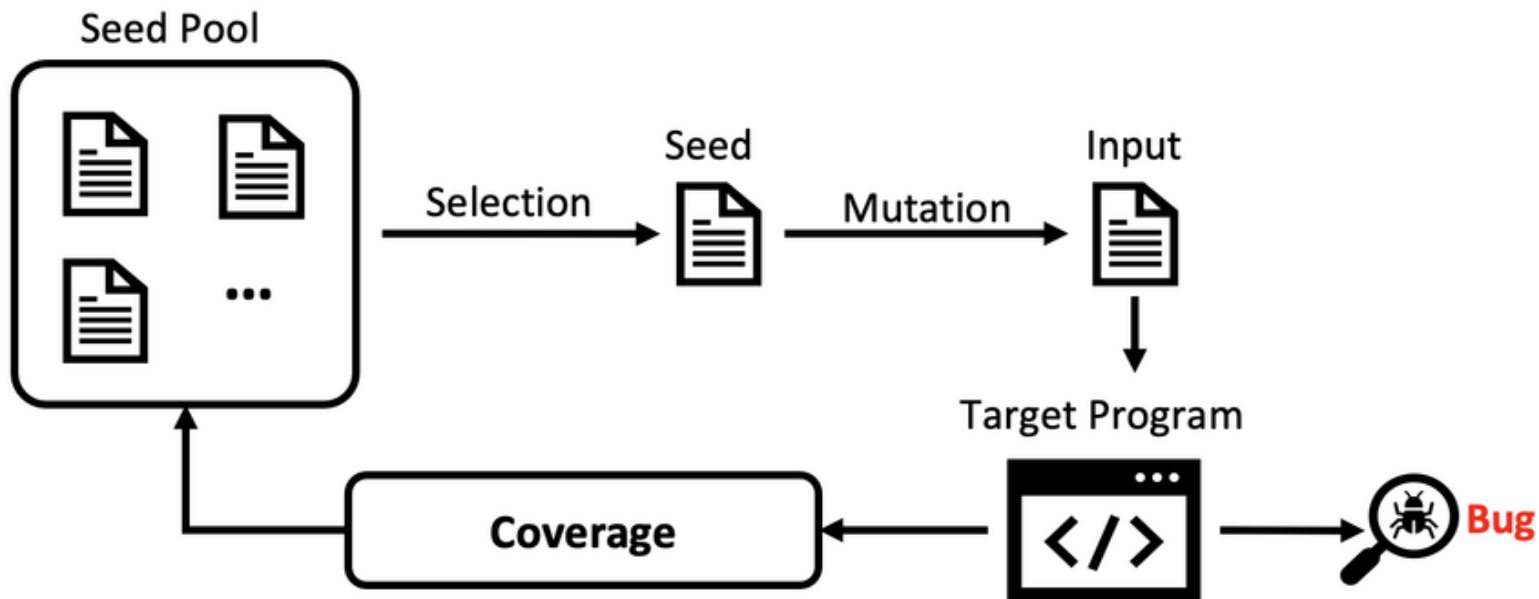 Seed Pool
Seed
Input
Selection
Mutation
...
Target Program
</>
Coverage
Bug